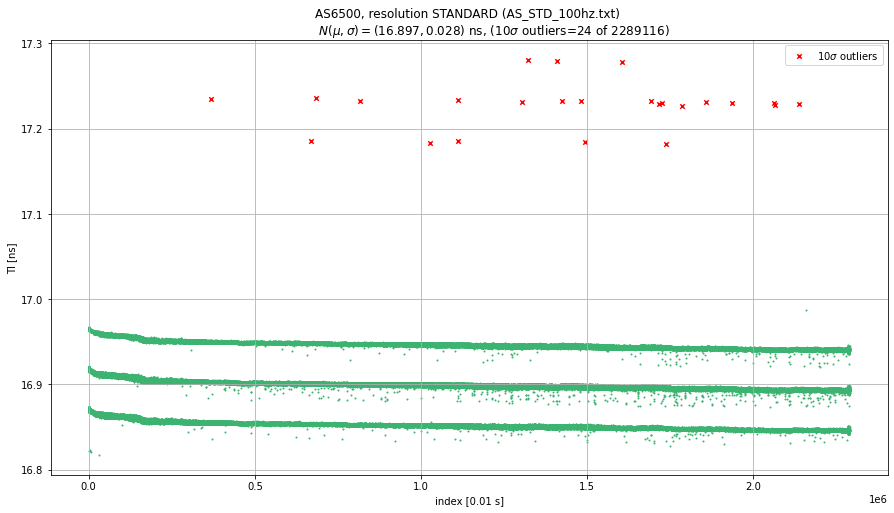 AS6500, resolution STANDARD (AS_STD_100hz.txt)
N(μ, σ) = (16.897, 0.028) ns, (10σ outliers=24 of 2289116)
17.3
10σ outliers
17.2
17.1
TI [ns]
17.0
16.9
16.8
0.0 0.5 1.0 1.5 2.0
1e6
index [0.01 s]